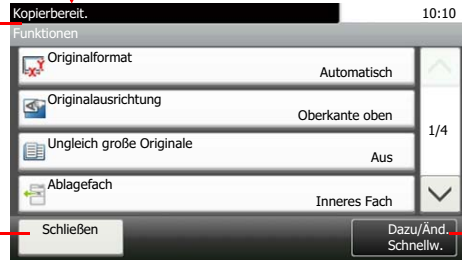 Kopierbereit. 10:10
Funktionen
Originalformat
Automatisch
Originalausrichtung
Oberkante oben
1/4
Ungleich große Originale
Aus
Ablagefach
Inneres Fach
Schließen
Dazu/Änd.
Schnellw.